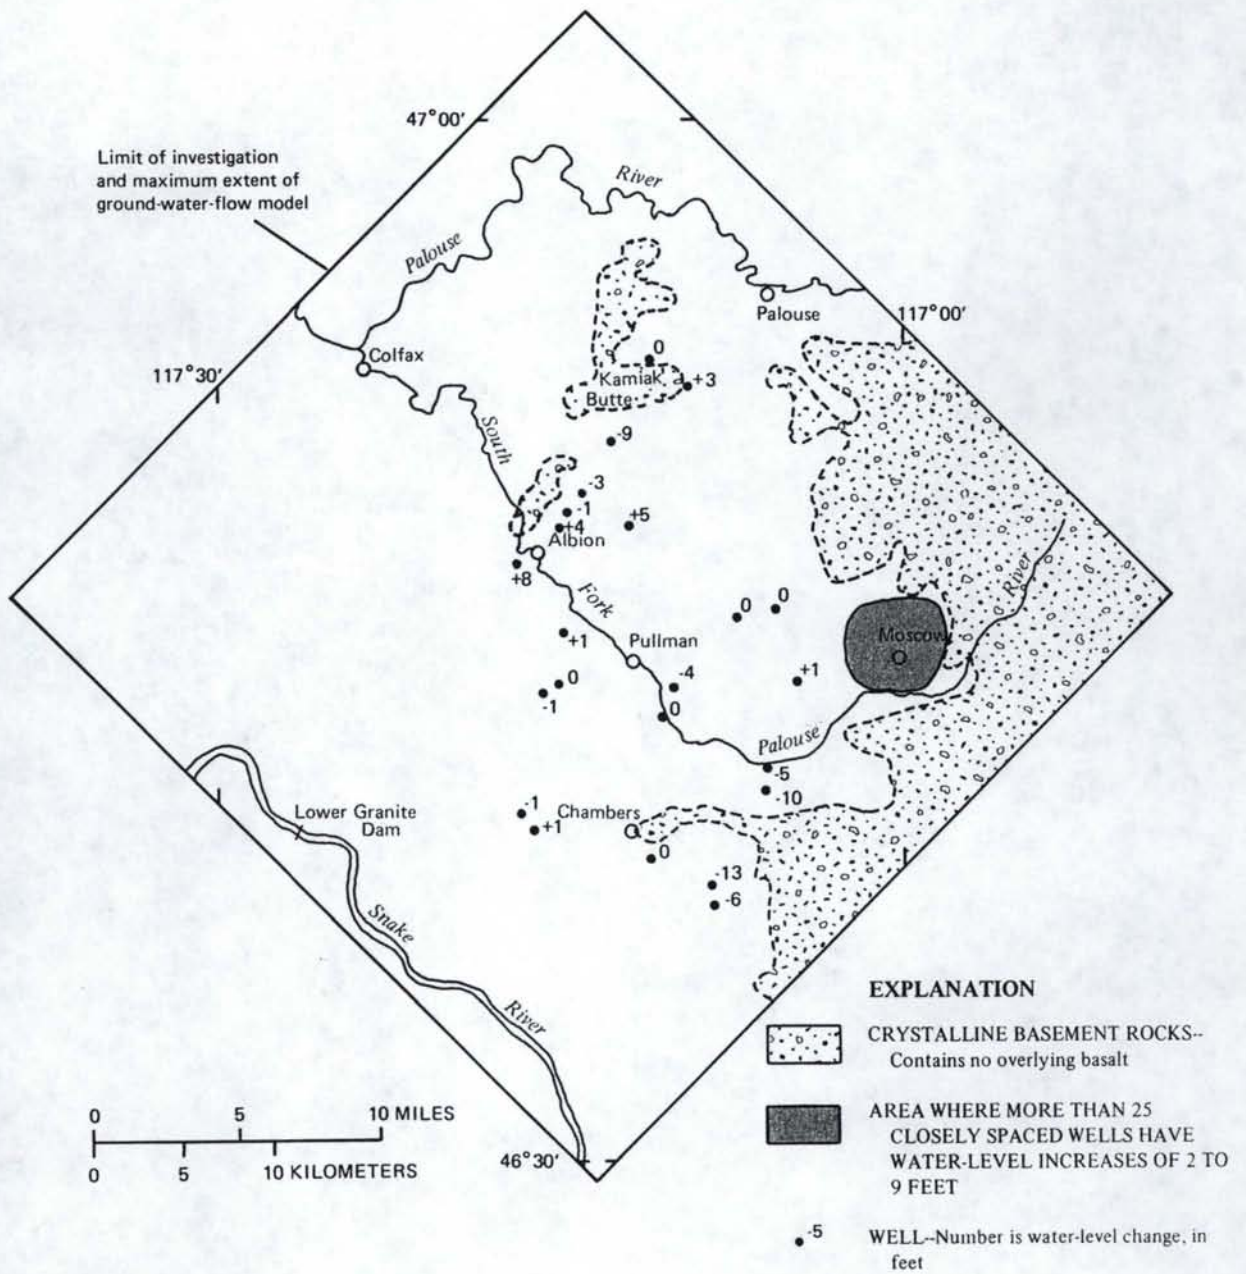 47°00'
Limit of investigation
and maximum extent of
ground-water-flow model
River
Palouse
Palouse
117°00'
Colfax
117°30'
0
Kamiak
Butte
+3
-9
South
-3
-1
+4
+5
Albion
+8
River
Fork
0
0
Moscow
+1
Pullman
0
-1
-4
+1
0
Palouse
-5
-10
-1
+1
Chambers
Lower Granite
Dam
0
-13
-6
Snake
River
EXPLANATION
CRYSTALLINE BASEMENT ROCKS--
Contains no overlying basalt
0 5 10 MILES
0 5 10 KILOMETERS
46°30'
AREA WHERE MORE THAN 25
CLOSELY SPACED WELLS HAVE
WATER-LEVEL INCREASES OF 2 TO
9 FEET
-5
WELL--Number is water-level change, in
feet